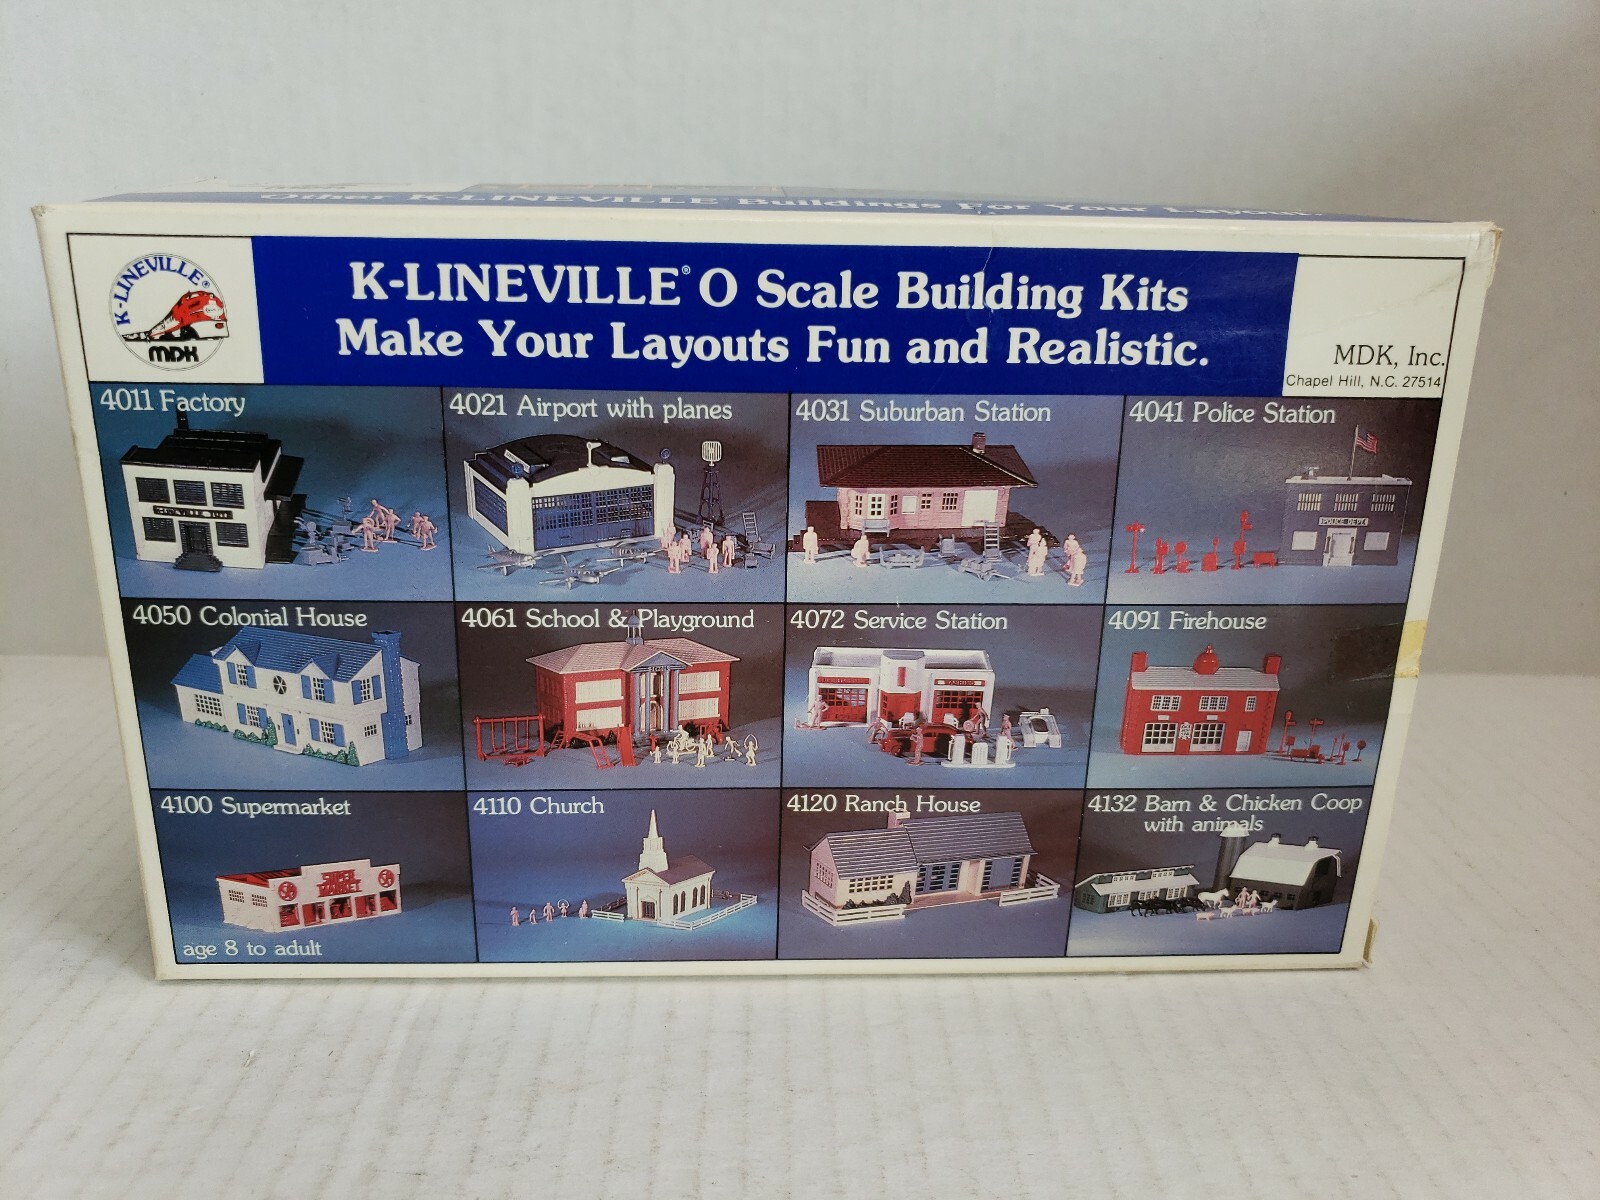 Other K-LINEVILLE® Buildings For Your Layout.
K-LINEVILLE®
MDK
K-LINEVILLE® O Scale Building Kits
Make Your Layouts Fun and Realistic.
MDK, Inc.
Chapel Hill, N.C. 27514
4011 Factory
4021 Airport with planes
4031 Suburban Station
4041 Police Station
POLICE DEPT
4050 Colonial House
4061 School & Playground
SCHOOL
4072 Service Station
4091 Firehouse
4100 Supermarket
SUPER
MARKET
age 8 to adult
4110 Church
4120 Ranch House
4132 Barn & Chicken Coop
with animals